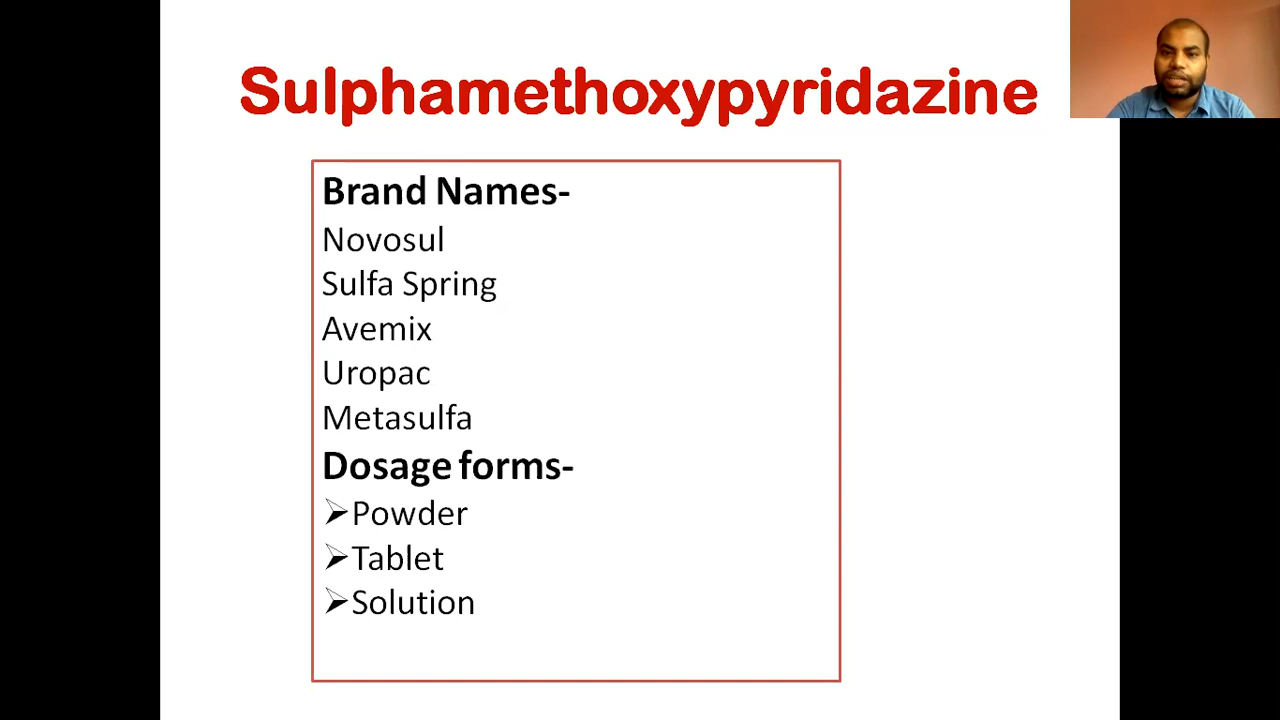 Sulphamethoxypyridazine
Brand Names-
Novosul
Sulfa Spring
Avemix
Uropac
Metasulfa
Dosage forms-
➢Powder
➢Tablet
➢Solution